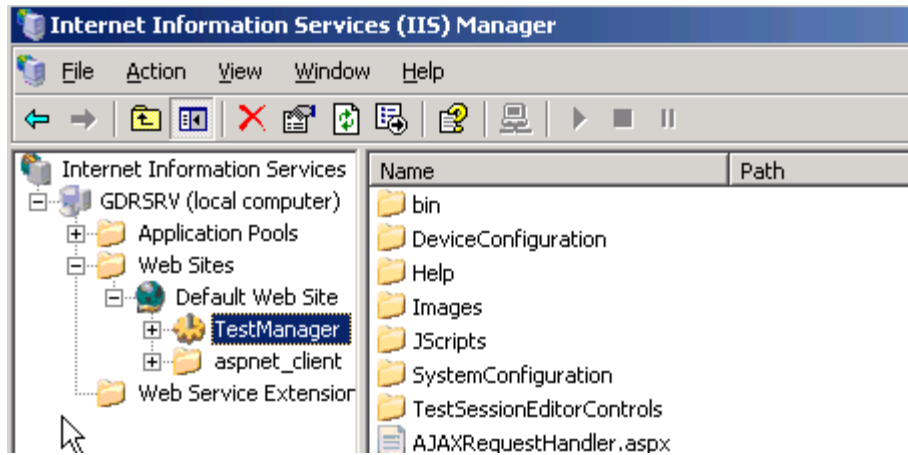 Internet Information Services (IIS) Manager
File Action View Window Help
Internet Information Services
GDRSRV (local computer)
Application Pools
Web Sites
Default Web Site
TestManager
aspnet_client
Web Service Extension
Name Path
bin
DeviceConfiguration
Help
Images
JScripts
SystemConfiguration
TestSessionEditorControls
AJAXRequestHandler.aspx